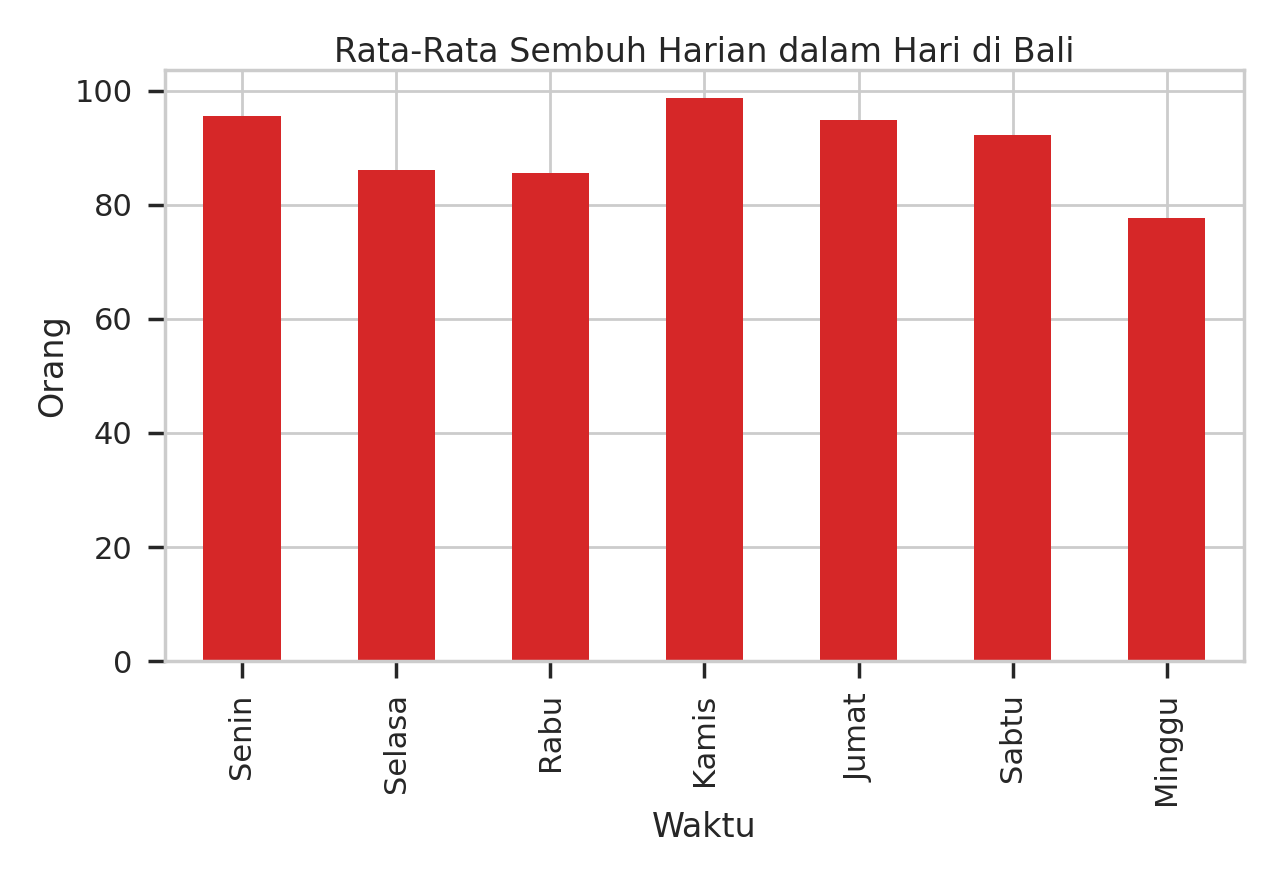 Rata-Rata Sembuh Harian dalam Hari di Bali
100
80
60
40
20
0
Orang
Senin
Selasa
Rabu
Kamis
Jumat
Sabtu
Minggu
Waktu